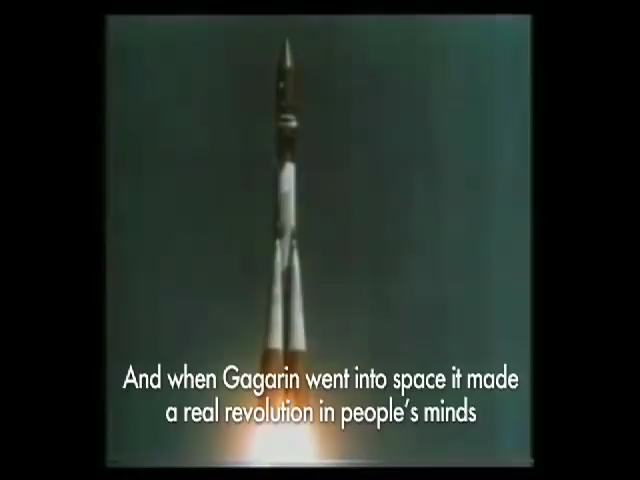 And when Gagarin went into space it made
a real revolution in people's minds